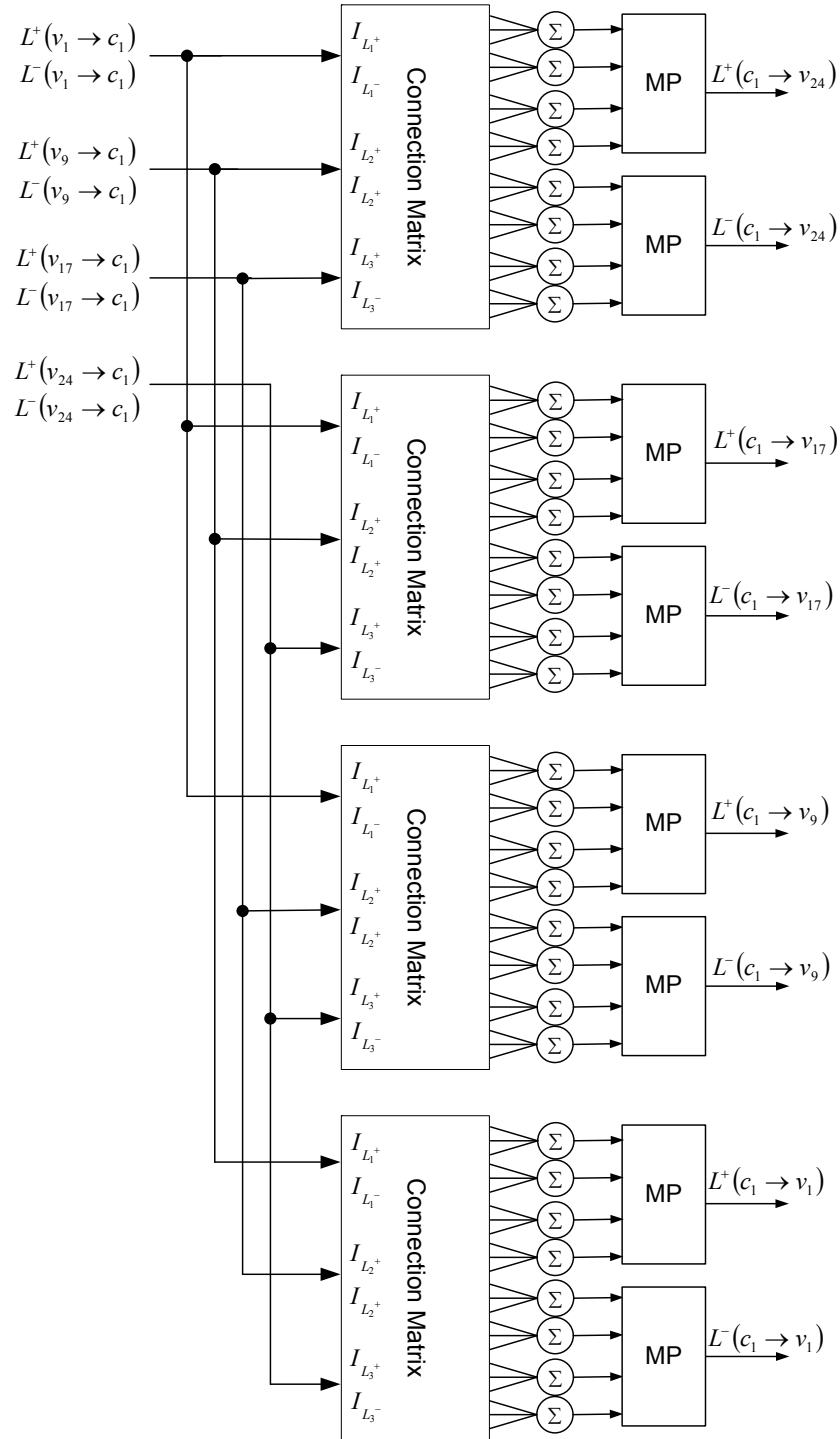 L⁺(v₁ → c₁)
L⁻(v₁ → c₁)
L⁺(v₉ → c₁)
L⁻(v₉ → c₁)
L⁺(v₁₇ → c₁)
L⁻(v₁₇ → c₁)
L⁺(v₂₄ → c₁)
L⁻(v₂₄ → c₁)
I_{L₁⁺}
I_{L₁⁻}
I_{L₂⁺}
I_{L₂⁺}
I_{L₃⁺}
I_{L₃⁻}
Connection Matrix
Σ
Σ
Σ
Σ
Σ
Σ
Σ
Σ
MP
L⁺(c₁ → v₂₄)
MP
L⁻(c₁ → v₂₄)
I_{L₁⁺}
I_{L₁⁻}
I_{L₂⁺}
I_{L₂⁺}
I_{L₃⁺}
I_{L₃⁻}
Connection Matrix
Σ
Σ
Σ
Σ
Σ
Σ
Σ
Σ
MP
L⁺(c₁ → v₁₇)
MP
L⁻(c₁ → v₁₇)
I_{L₁⁺}
I_{L₁⁻}
I_{L₂⁺}
I_{L₂⁺}
I_{L₃⁺}
I_{L₃⁻}
Connection Matrix
Σ
Σ
Σ
Σ
Σ
Σ
Σ
Σ
MP
L⁺(c₁ → v₉)
MP
L⁻(c₁ → v₉)
I_{L₁⁺}
I_{L₁⁻}
I_{L₂⁺}
I_{L₂⁺}
I_{L₃⁺}
I_{L₃⁻}
Connection Matrix
Σ
Σ
Σ
Σ
Σ
Σ
Σ
Σ
MP
L⁺(c₁ → v₁)
MP
L⁻(c₁ → v₁)